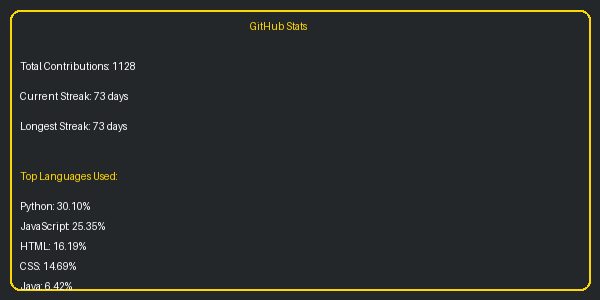 GitHub Stats
Total Contributions: 1128
Current Streak: 73 days
Longest Streak: 73 days
Top Languages Used:
Python: 30.10%
JavaScript: 25.35%
HTML: 16.19%
CSS: 14.69%
Java: 6.42%